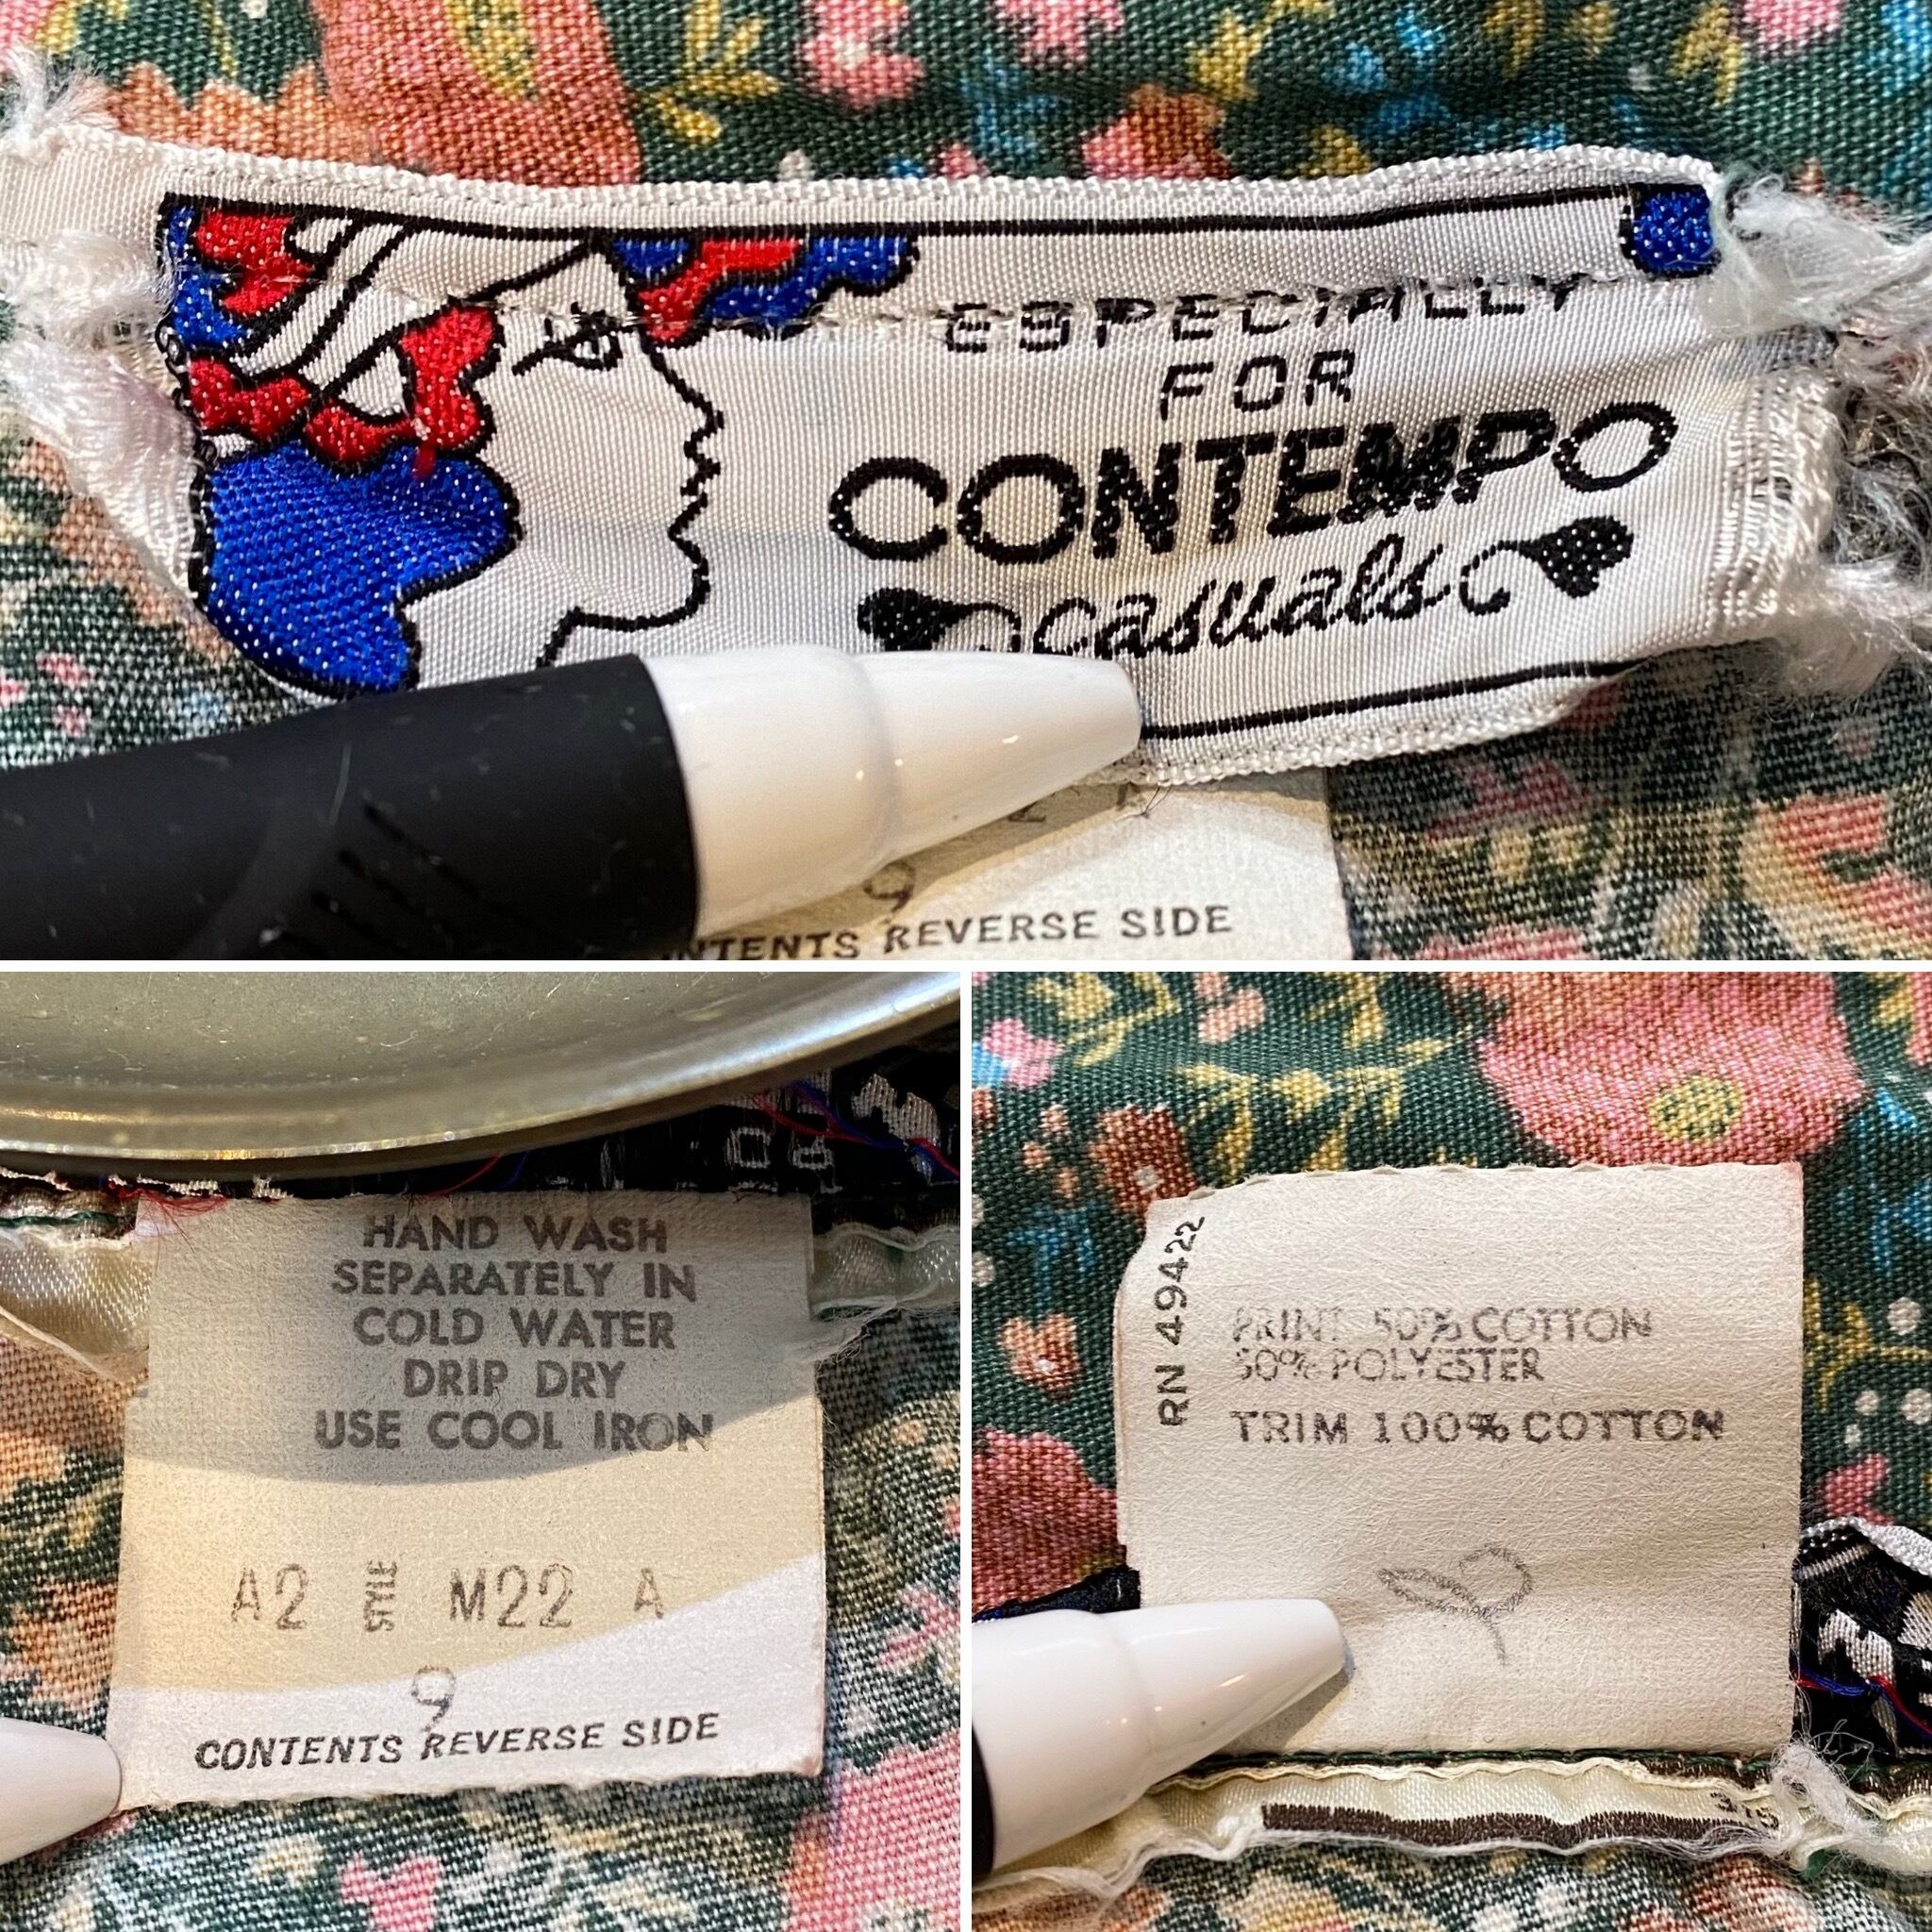 ESPECIALLY
FOR
CONTEMPO
casuals
9
REVERSE SIDE
HAND WASH
SEPARATELY IN
COLD WATER
DRIP DRY
USE COOL IRON
A2 STYLE M22 A
9
CONTENTS REVERSE SIDE
RN 49422
PRINT 50% COTTON
50% POLYESTER
TRIM 100% COTTON